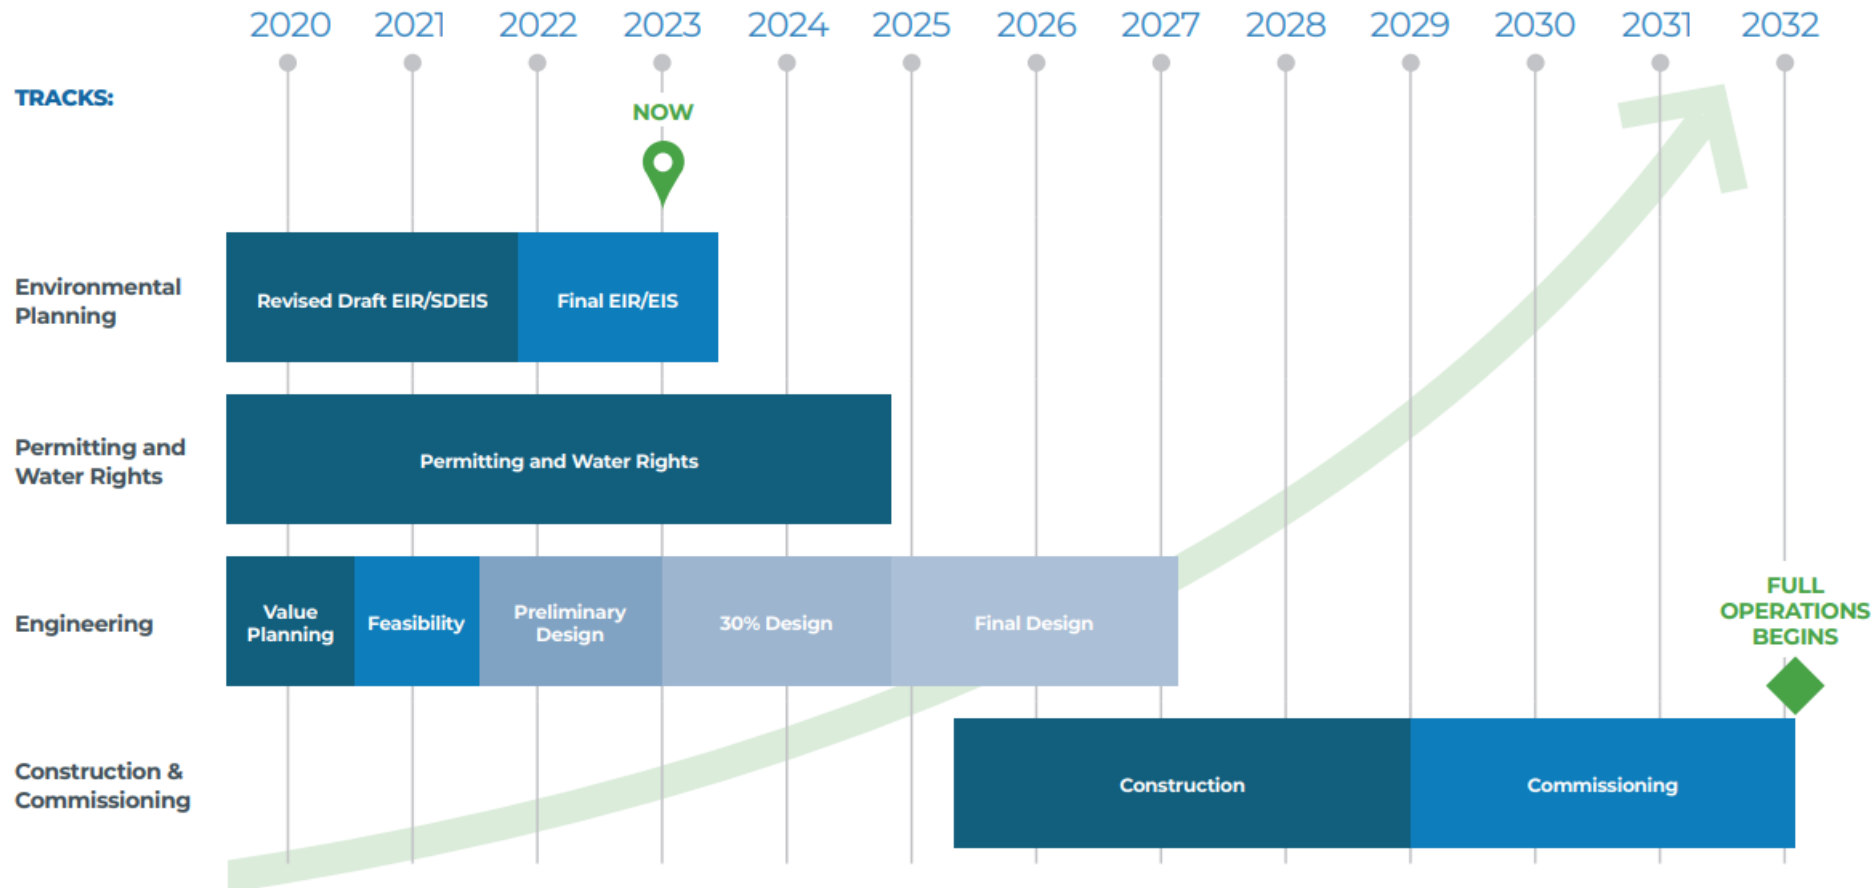 2020 2021 2022 2023 2024 2025 2026 2027 2028 2029 2030 2031 2032
TRACKS:
NOW
Environmental
Planning
Revised Draft EIR/SDEIS
Final EIR/EIS
Permitting and
Water Rights
Permitting and Water Rights
Engineering
Value
Planning
Feasibility
Preliminary
Design
30% Design
Final Design
FULL
OPERATIONS
BEGINS
Construction &
Commissioning
Construction
Commissioning